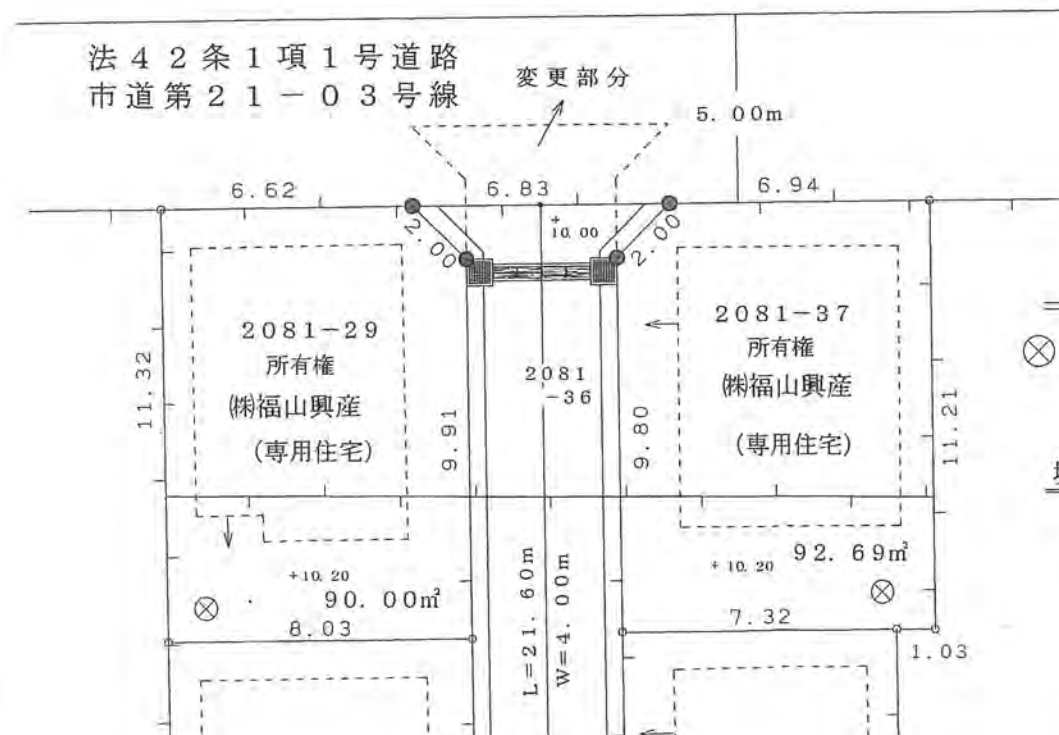 法42条1項1号道路
市道第21－03号線
変更部分
5.00m
6.62
6.83
6.94
2.00
+
10.00
2.00
2081－29
所有権
㈱福山興産
(専用住宅)
11.32
9.91
2081
－36
9.80
2081－37
所有権
㈱福山興産
(専用住宅)
11.21
+10.20
90.00㎡
8.03
L=21.60m
W=4.00m
+10.20
92.69㎡
7.32
1.03